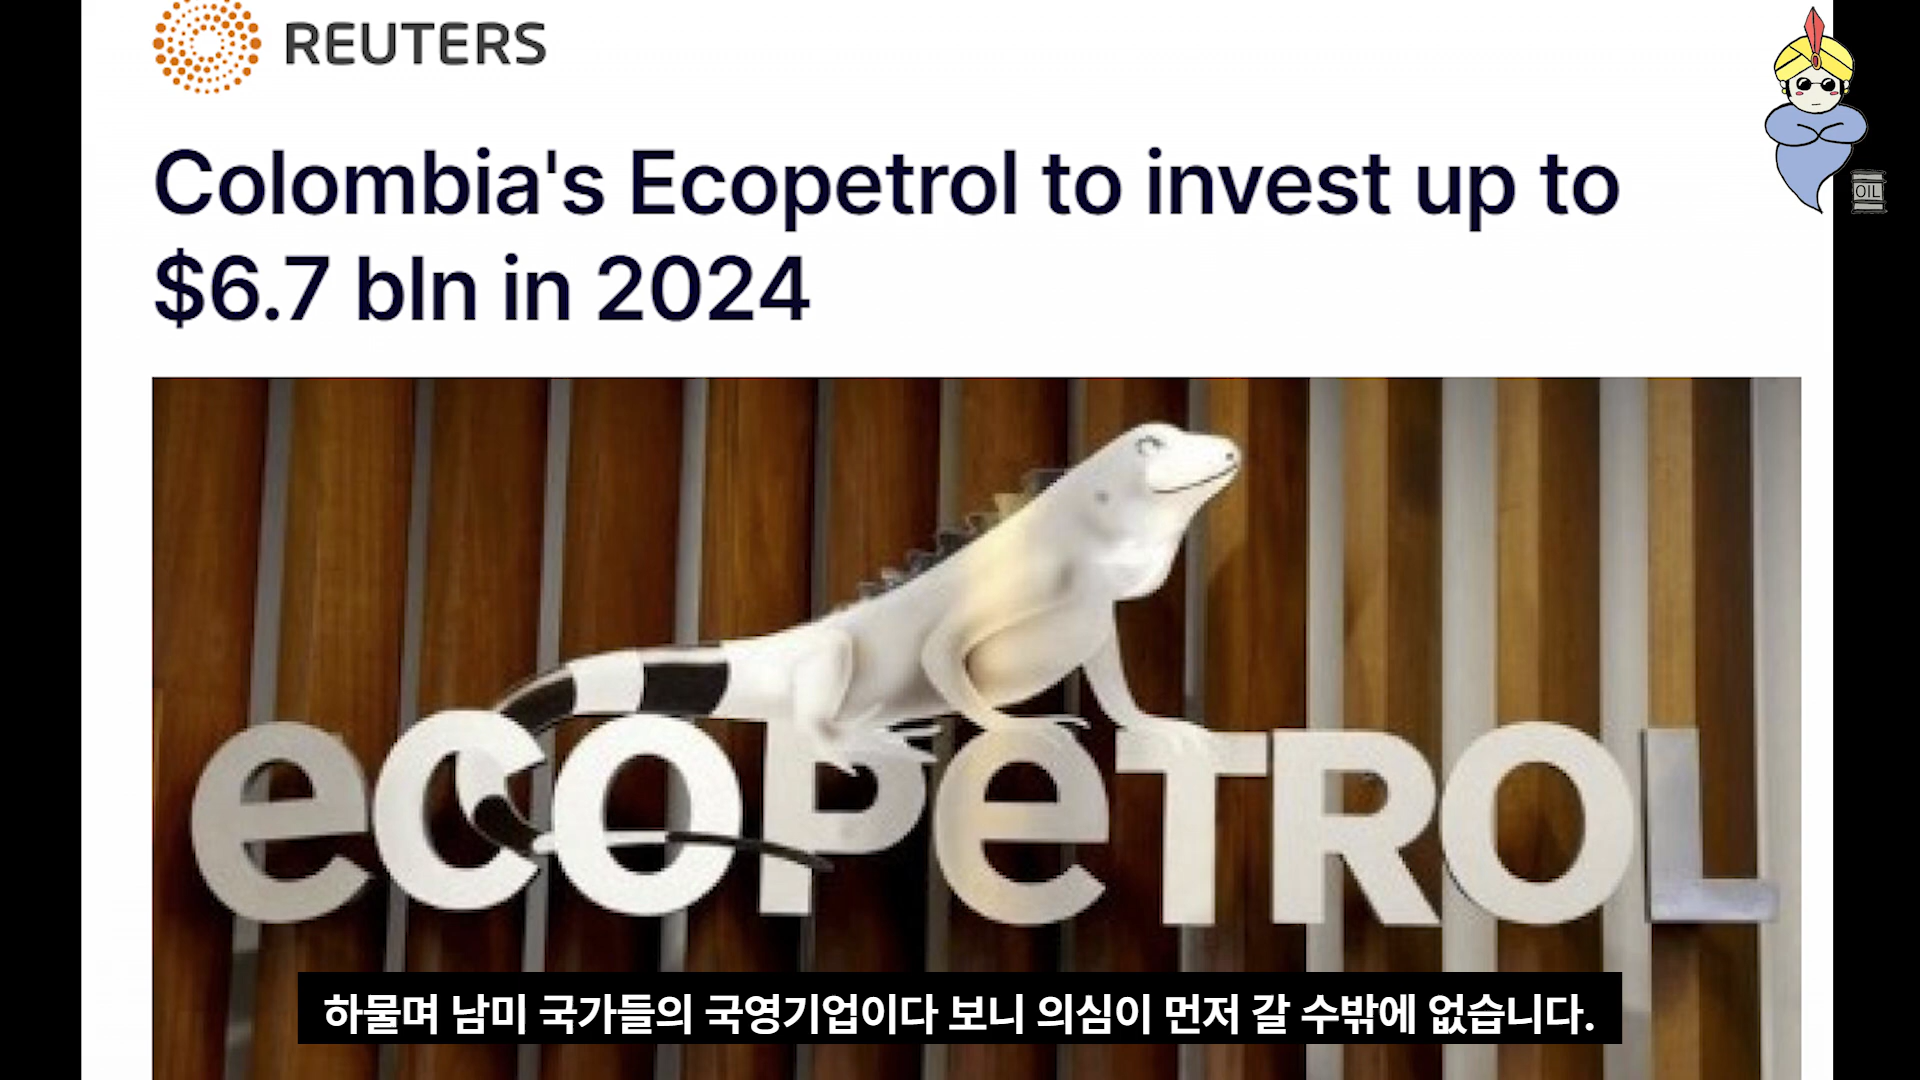 REUTERS
Colombia's Ecopetrol to invest up to
$6.7 bln in 2024
OIL
eCOPeTROL
하물며 남미 국가들의 국영기업이다 보니 의심이 먼저 갈 수밖에 없습니다.